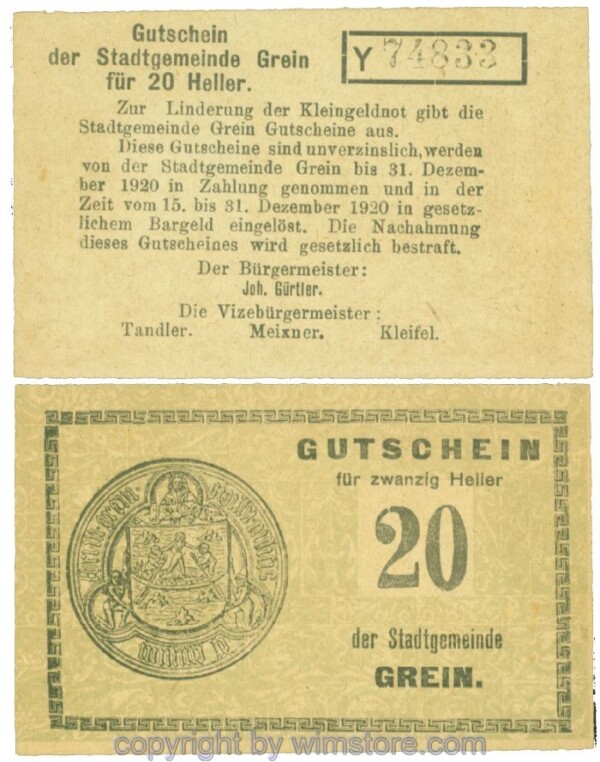 Gutschein
der Stadtgemeinde Grein
für 20 Heller.
Y 74833
Zur Linderung der Kleingeldnot gibt die
Stadtgemeinde Grein Gutscheine aus.
Diese Gutscheine sind unverzinslich, werden
von der Stadtgemeinde Grein bis 31. Dezem-
ber 1920 in Zahlung genommen und in der
Zeit vom 15. bis 31. Dezember 1920 in gesetz-
lichem Bargeld eingelöst. Die Nachahmung
dieses Gutscheines wird gesetzlich bestraft.
Der Bürgermeister:
Joh. Gürtler.
Die Vizebürgermeister:
Tandler. Meixner. Kleifel.
GUTSCHEIN
für zwanzig Heller
20
der Stadtgemeinde
GREIN.
copyright by wimstore.com